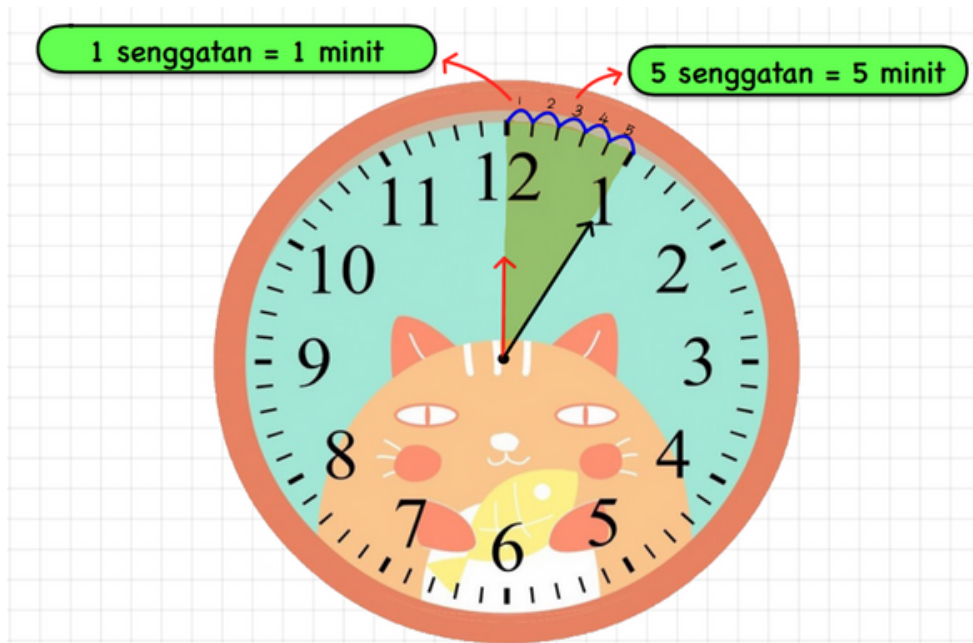 1 senggatan = 1 minit
5 senggatan = 5 minit
1 2 3 4 5
12
11 1
10 2
9 3
8 4
7 5
6